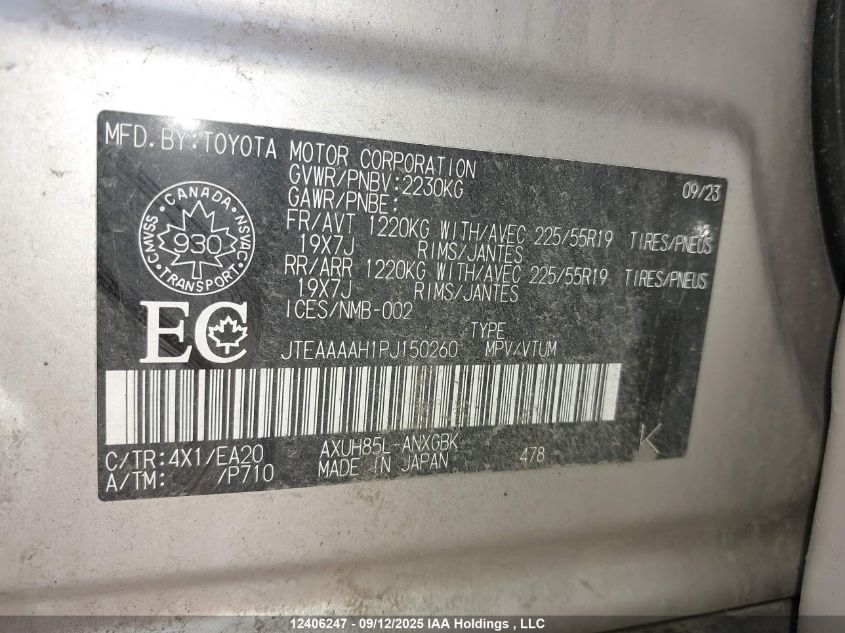 MFD.BY:TOYOTA MOTOR CORPORATION 09/23
GVWR/PNBV:2230KG
GAWR/PNBE:
FR/AVT 1220KG WITH/AVEC 225/55R19 TIRES/PNEUS
19X7J RIMS/JANTES
RR/ARR 1220KG WITH/AVEC 225/55R19 TIRES/PNEUS
19X7J RIMS/JANTES
ICES/NMB-002
CANADA
CMVSS 930 NSVAC
TRANSPORT
EC
TYPE
JTEAAAAH1PJ150260 MPV/VTUM
C/TR:4X1/EA20 AXUH85L-ANXGBK
A/TM: /P710 MADE IN JAPAN 478 K
12406247 - 09/12/2025 IAA Holdings , LLC